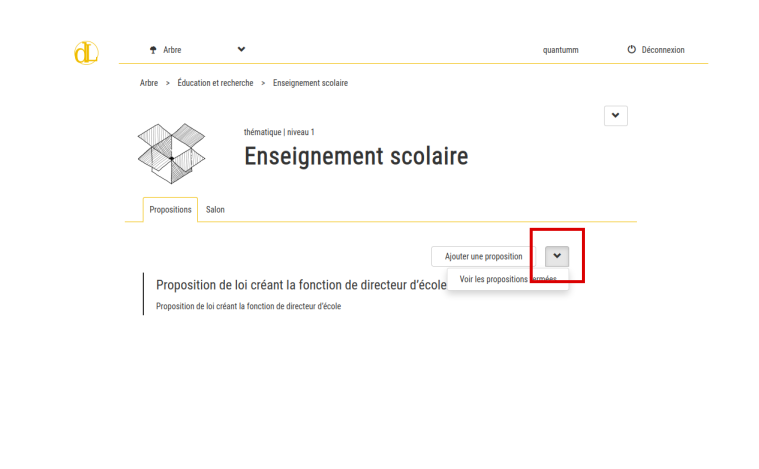 dL
Arbre
quantumm
Déconnexion
Arbre > Éducation et recherche > Enseignement scolaire
thématique | niveau 1
Enseignement scolaire
Propositions
Salon
Ajouter une proposition
Voir les propositions fermées
Proposition de loi créant la fonction de directeur d'école
Proposition de loi créant la fonction de directeur d'école